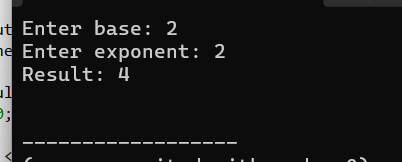 Enter base: 2
Enter exponent: 2
Result: 4
------------------